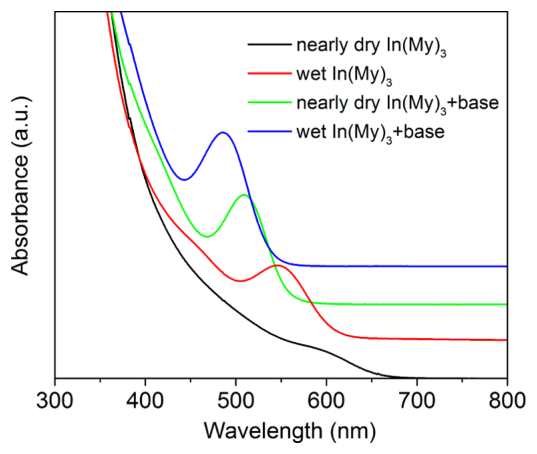 nearly dry In(My)₃
wet In(My)₃
nearly dry In(My)₃+base
wet In(My)₃+base
Absorbance (a.u.)
300 400 500 600 700 800
Wavelength (nm)